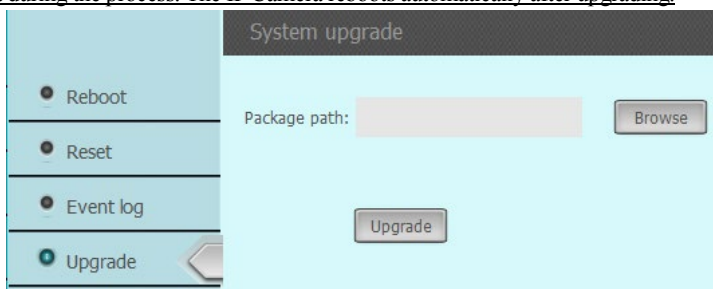 during the process. The IP Camera reboots automatically after upgrading.
System upgrade
Reboot
Package path:
Browse
Reset
Event log
Upgrade
Upgrade